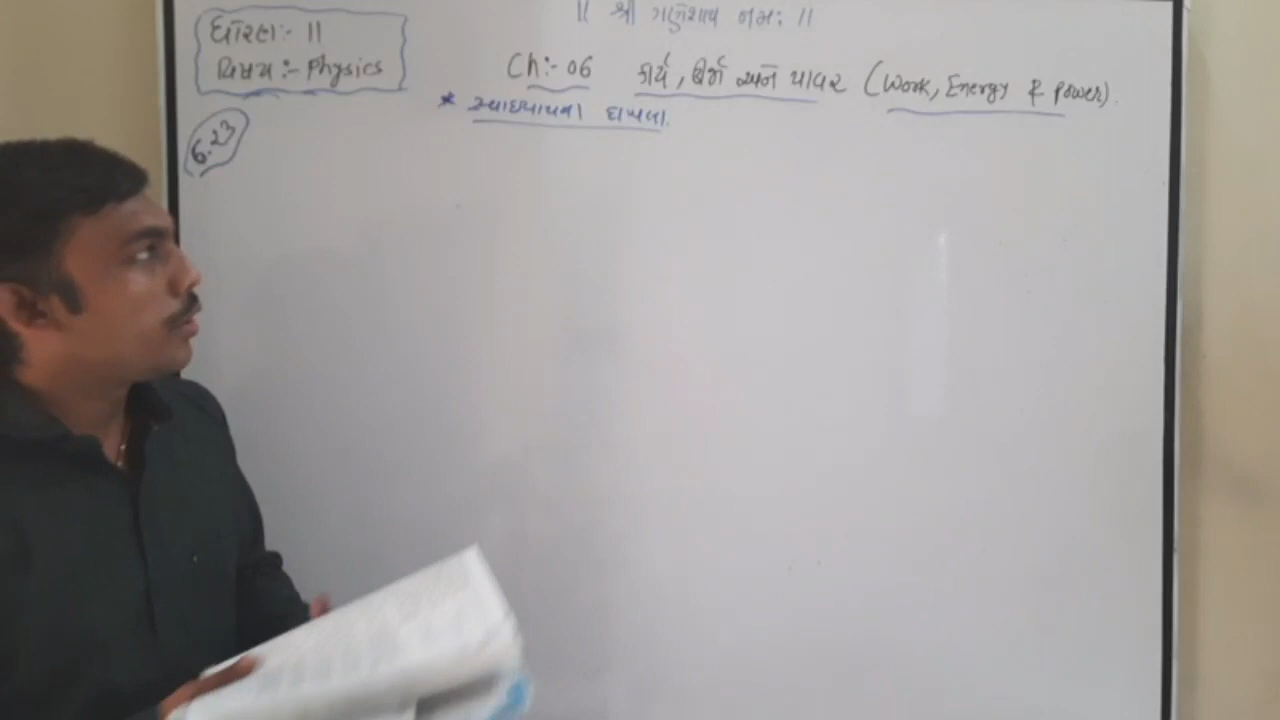 || શ્રી ગણેશાય નમઃ ||
ધોરણ:- 11
વિષય:- Physics
Ch:- 06 કાર્ય, ઊર્જા અને પાવર (Work, Energy & Power).
* સ્વાધ્યાયના દાખલા.
6.23